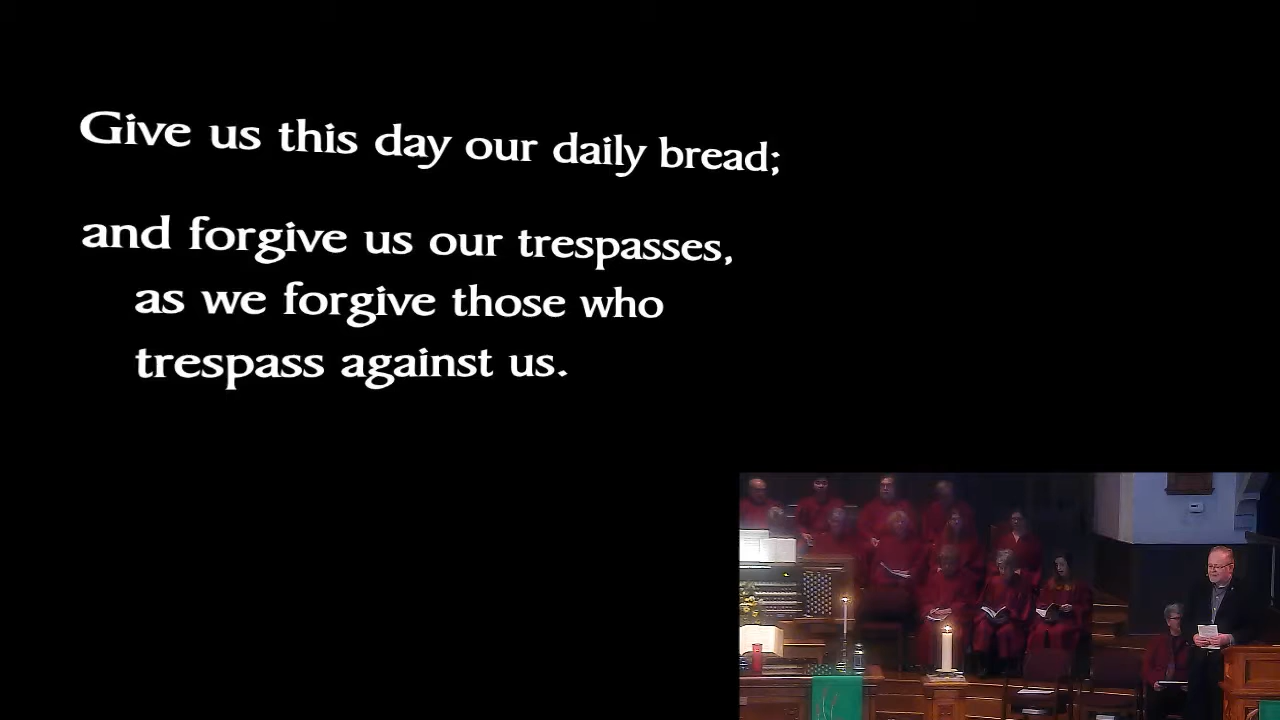 Give us this day our daily bread;
and forgive us our trespasses,
as we forgive those who
trespass against us.